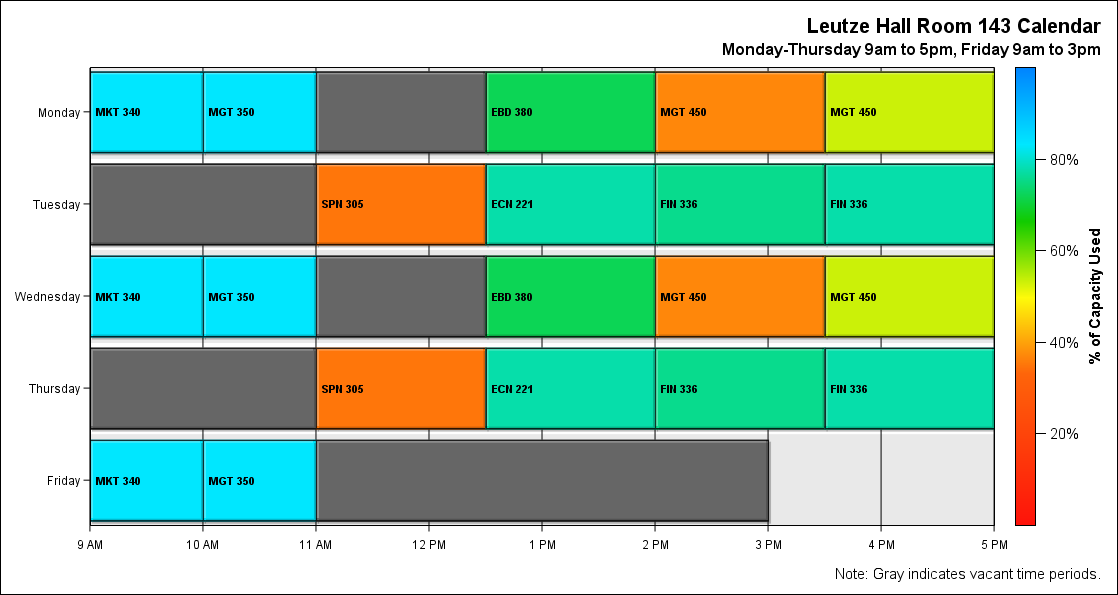 Leutze Hall Room 143 Calendar
Monday-Thursday 9am to 5pm, Friday 9am to 3pm
Monday MKT 340 MGT 350 EBD 380 MGT 450 MGT 450
Tuesday SPN 305 ECN 221 FIN 336 FIN 336
Wednesday MKT 340 MGT 350 EBD 380 MGT 450 MGT 450
Thursday SPN 305 ECN 221 FIN 336 FIN 336
Friday MKT 340 MGT 350
9 AM 10 AM 11 AM 12 PM 1 PM 2 PM 3 PM 4 PM 5 PM
80%
60%
40%
20%
% of Capacity Used
Note: Gray indicates vacant time periods.